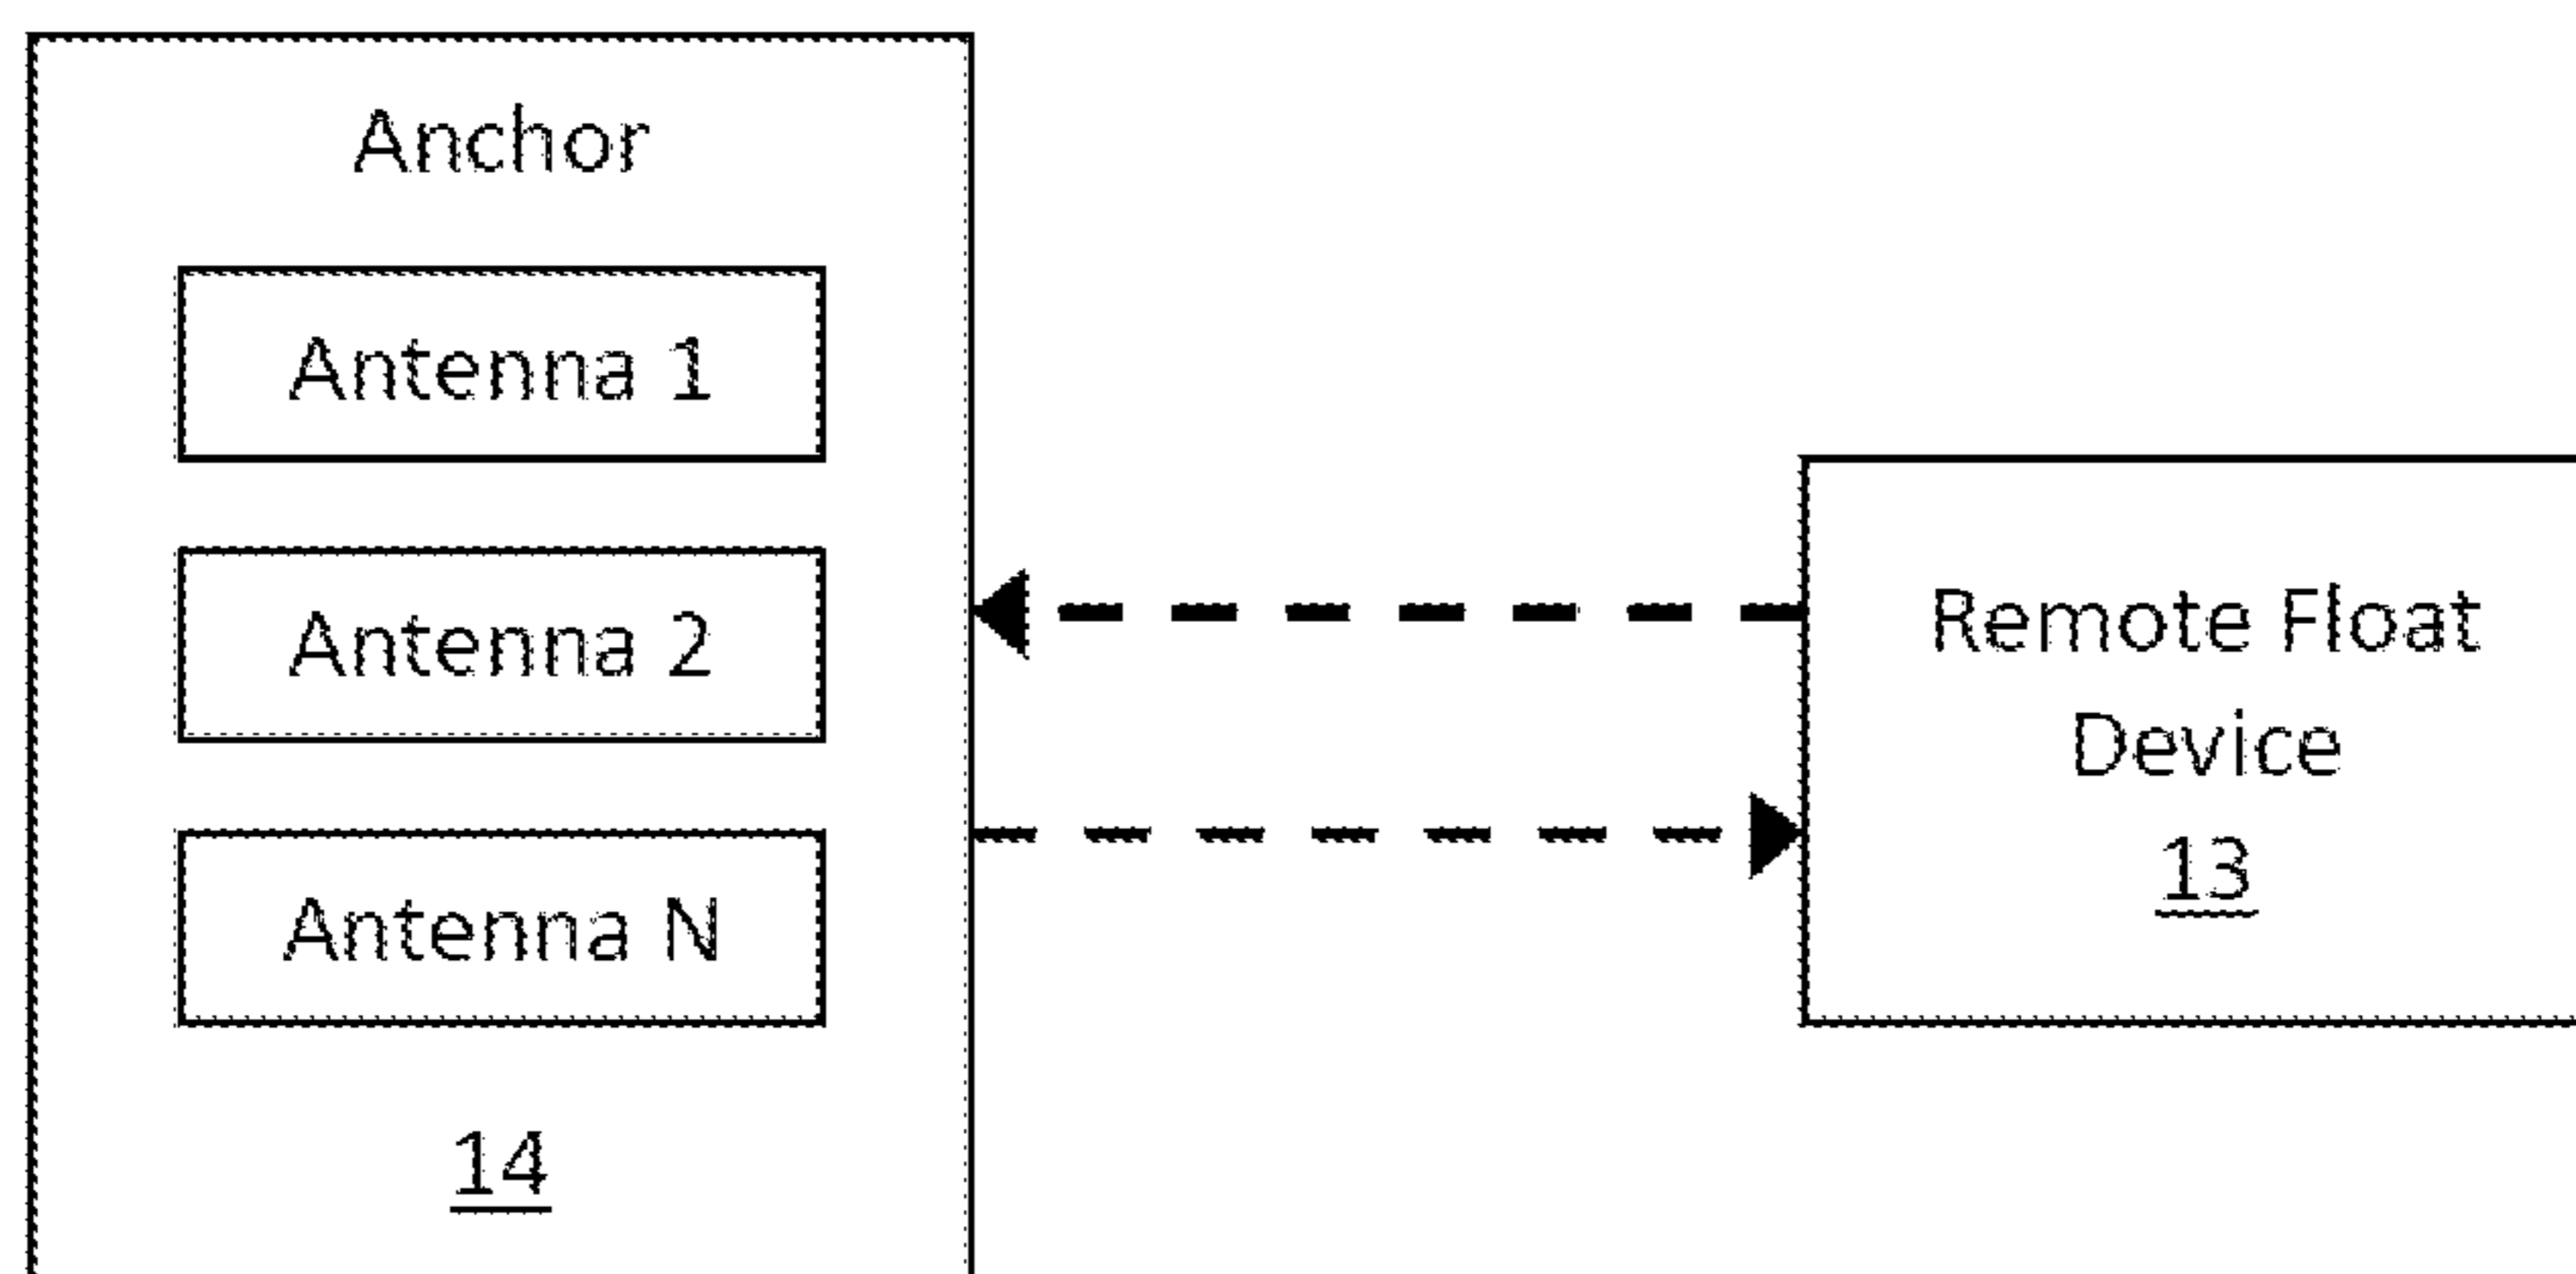 Anchor
Antenna 1
Antenna 2
Antenna N
14
Remote Float
Device
13